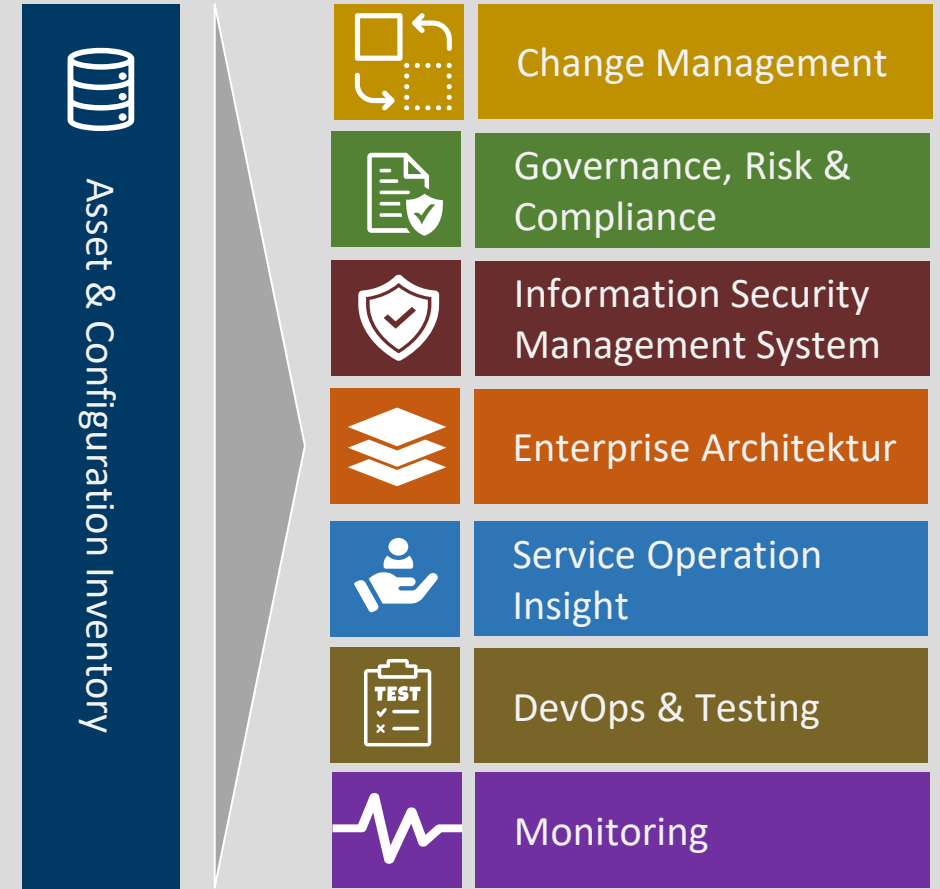 Asset & Configuration Inventory
Change Management
Governance, Risk &
Compliance
Information Security
Management System
Enterprise Architektur
Service Operation
Insight
TEST
DevOps & Testing
Monitoring